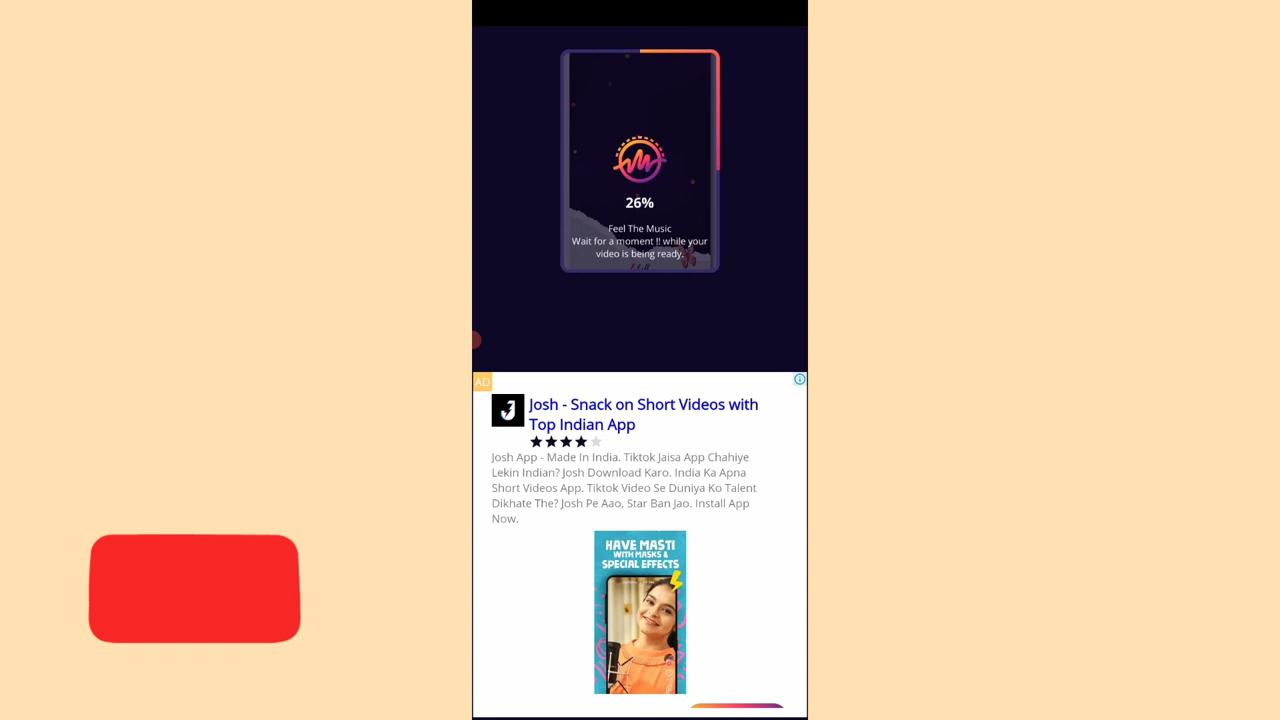 26%
Feel The Music
Wait for a moment !! while your
video is being ready.
AD
Josh - Snack on Short Videos with
Top Indian App
Josh App - Made In India. Tiktok Jaisa App Chahiye
Lekin Indian? Josh Download Karo. India Ka Apna
Short Videos App. Tiktok Video Se Duniya Ko Talent
Dikhate The? Josh Pe Aao, Star Ban Jao. Install App
Now.
HAVE MASTI
WITH MASKS &
SPECIAL EFFECTS